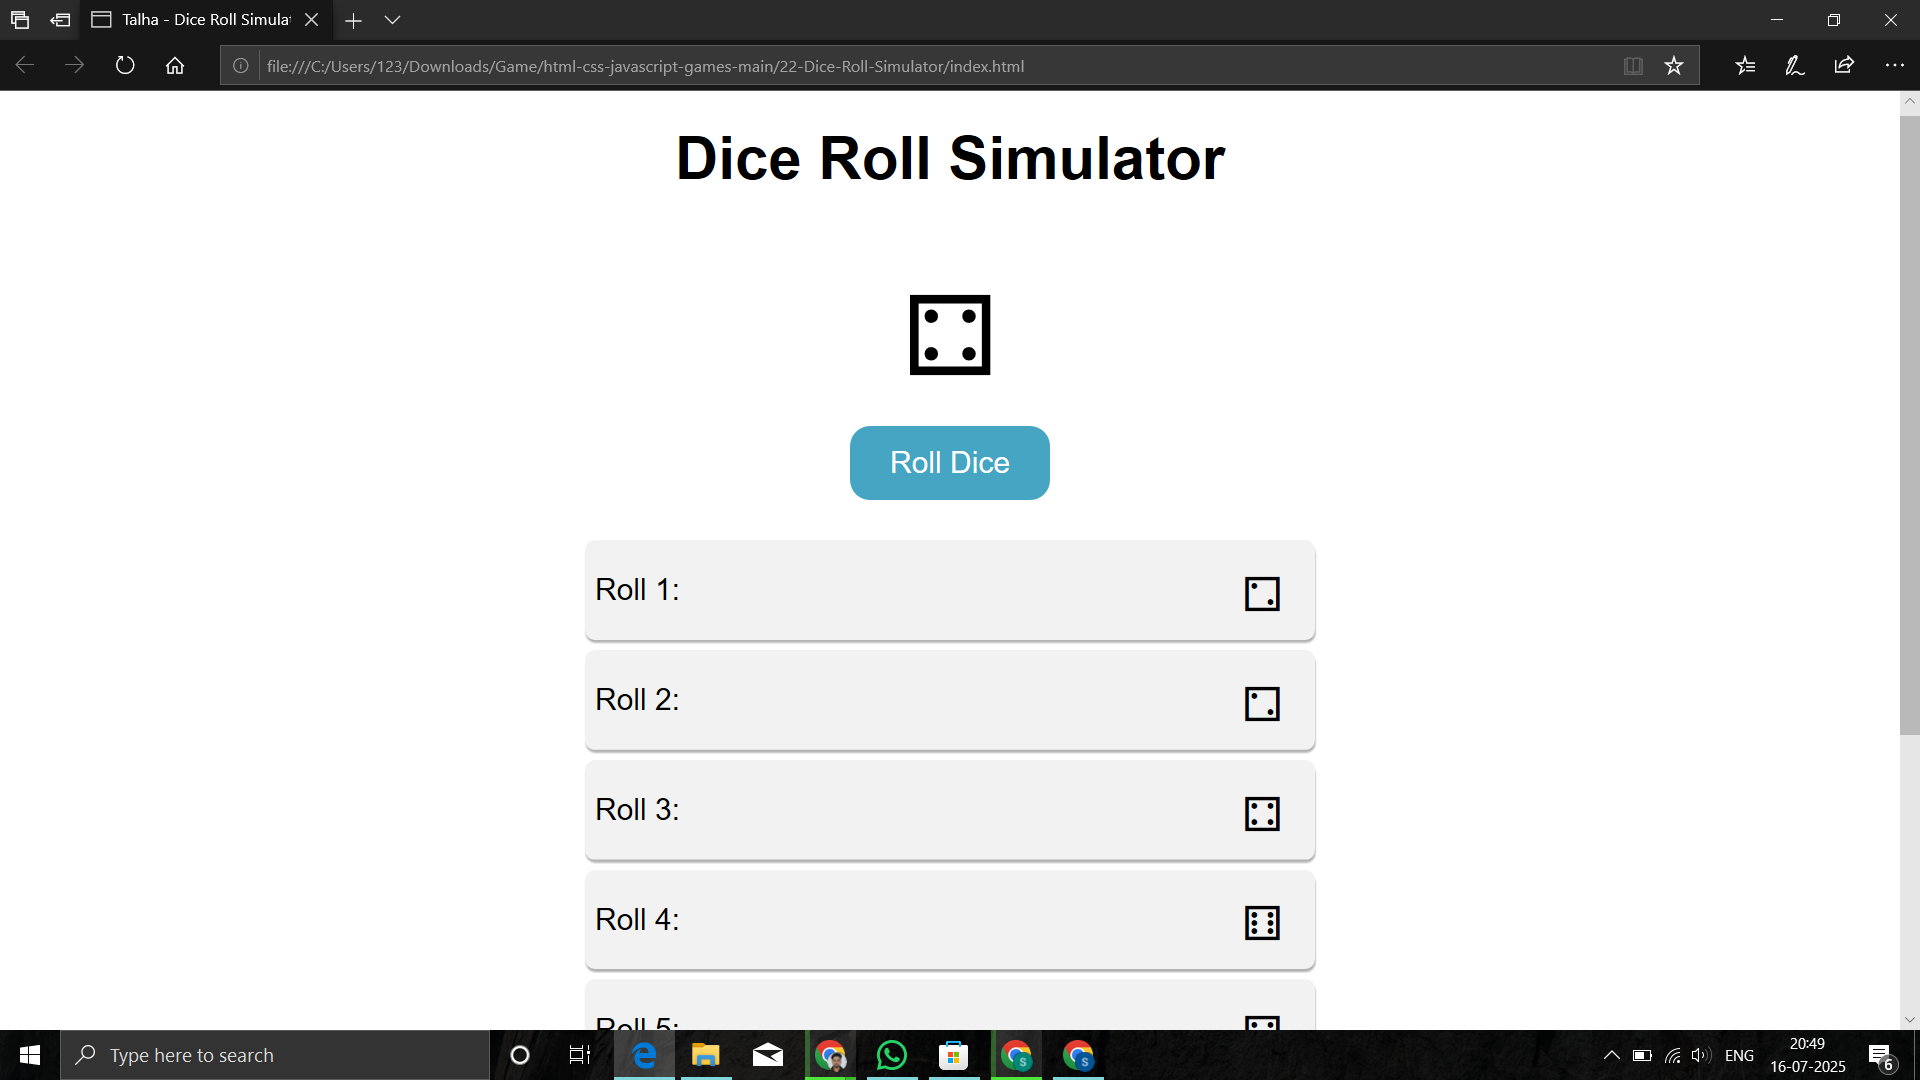 Talha - Dice Roll Simulat
file:///C:/Users/123/Downloads/Game/html-css-javascript-games-main/22-Dice-Roll-Simulator/index.html
Dice Roll Simulator
Roll Dice
Roll 1:
Roll 2:
Roll 3:
Roll 4:
Roll 5:
Type here to search
S
S
ENG
20:49
16-07-2025
6